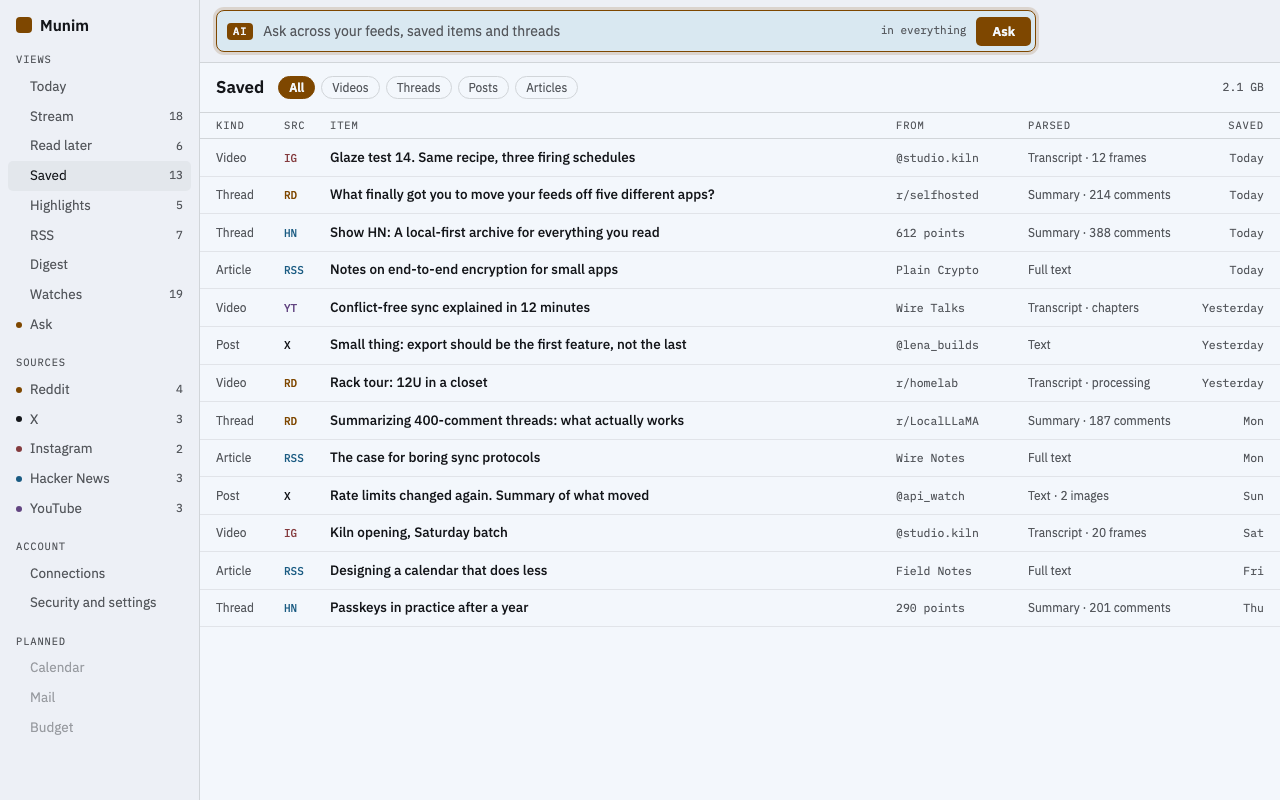 Munim
VIEWS
Today
Stream 18
Read later 6
Saved 13
Highlights 5
RSS 7
Digest
Watches 19
Ask
SOURCES
Reddit 4
X 3
Instagram 2
Hacker News 3
YouTube 3
ACCOUNT
Connections
Security and settings
PLANNED
Calendar
Mail
Budget
AI Ask across your feeds, saved items and threads in everything Ask
Saved All Videos Threads Posts Articles 2.1 GB
KIND SRC ITEM FROM PARSED SAVED
Video IG Glaze test 14. Same recipe, three firing schedules @studio.kiln Transcript · 12 frames Today
Thread RD What finally got you to move your feeds off five different apps? r/selfhosted Summary · 214 comments Today
Thread HN Show HN: A local-first archive for everything you read 612 points Summary · 388 comments Today
Article RSS Notes on end-to-end encryption for small apps Plain Crypto Full text Today
Video YT Conflict-free sync explained in 12 minutes Wire Talks Transcript · chapters Yesterday
Post X Small thing: export should be the first feature, not the last @lena_builds Text Yesterday
Video RD Rack tour: 12U in a closet r/homelab Transcript · processing Yesterday
Thread RD Summarizing 400-comment threads: what actually works r/LocalLLaMA Summary · 187 comments Mon
Article RSS The case for boring sync protocols Wire Notes Full text Mon
Post X Rate limits changed again. Summary of what moved @api_watch Text · 2 images Sun
Video IG Kiln opening, Saturday batch @studio.kiln Transcript · 20 frames Sat
Article RSS Designing a calendar that does less Field Notes Full text Fri
Thread HN Passkeys in practice after a year 290 points Summary · 201 comments Thu